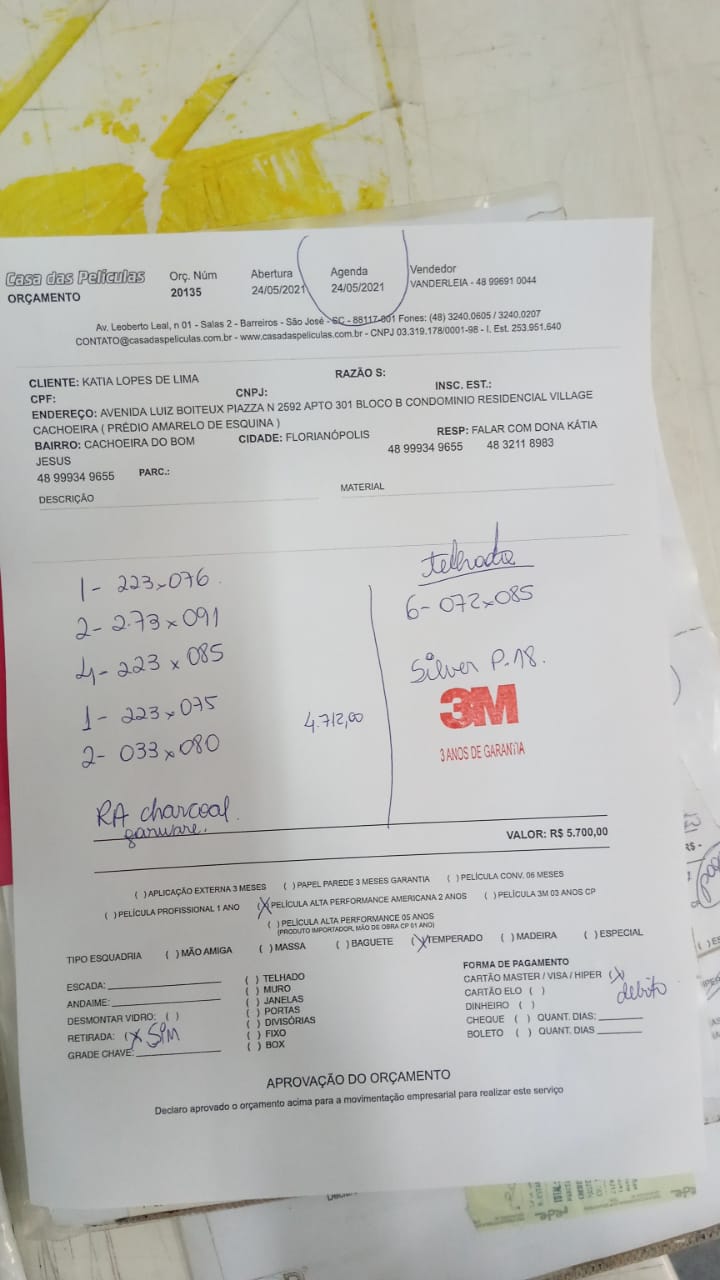 Casa das Películas
ORÇAMENTO
Orç. Núm
20135
Abertura
24/05/2021
Agenda
24/05/2021
Vendedor
VANDERLEIA - 48 99691 0044
Av. Leoberto Leal, n 01 - Salas 2 - Barreiros - São José - SC - 88117-001 Fones: (48) 3240.0605 / 3240.0207
CONTATO@casadaspeliculas.com.br - www.casadaspeliculas.com.br - CNPJ 03.319.178/0001-98 - I. Est. 253.951.640
CLIENTE: KATIA LOPES DE LIMA RAZÃO S:
CPF: CNPJ: INSC. EST.:
ENDEREÇO: AVENIDA LUIZ BOITEUX PIAZZA N 2592 APTO 301 BLOCO B CONDOMINIO RESIDENCIAL VILLAGE
CACHOEIRA ( PRÉDIO AMARELO DE ESQUINA )
BAIRRO: CACHOEIRA DO BOM CIDADE: FLORIANÓPOLIS RESP: FALAR COM DONA KÁTIA
JESUS 48 99934 9655 48 3211 8983
48 99934 9655 PARC.:
DESCRIÇÃO MATERIAL
1- 223x076
2- 2.73x091
4- 223x085
1- 223x075
2- 033x080
4.712,00
RA charcoal
telhado
6- 072x085
Silver P.18.
3M
3 ANOS DE GARANTIA
VALOR: R$ 5.700,00
( ) APLICAÇÃO EXTERNA 3 MESES ( ) PAPEL PAREDE 3 MESES GARANTIA ( ) PELÍCULA CONV. 06 MESES
( ) PELÍCULA PROFISSIONAL 1 ANO (X) PELÍCULA ALTA PERFORMANCE AMERICANA 2 ANOS ( ) PELÍCULA 3M 03 ANOS CP
( ) PELÍCULA ALTA PERFORMANCE 05 ANOS
(PRODUTO IMPORTADOR, MÃO DE OBRA CP 01 ANO)
TIPO ESQUADRIA ( ) MÃO AMIGA ( ) MASSA ( ) BAGUETE (X) TEMPERADO ( ) MADEIRA ( ) ESPECIAL
ESCADA:
ANDAIME:
DESMONTAR VIDRO: ( )
RETIRADA: (X SIM
GRADE CHAVE:
( ) TELHADO
( ) MURO
( ) JANELAS
( ) PORTAS
( ) DIVISÓRIAS
( ) FIXO
( ) BOX
FORMA DE PAGAMENTO
CARTÃO MASTER / VISA / HIPER (X)
CARTÃO ELO ( ) debito
DINHEIRO ( )
CHEQUE ( ) QUANT. DIAS:
BOLETO ( ) QUANT. DIAS
APROVAÇÃO DO ORÇAMENTO
Declaro aprovado o orçamento acima para a movimentação empresarial para realizar este serviço